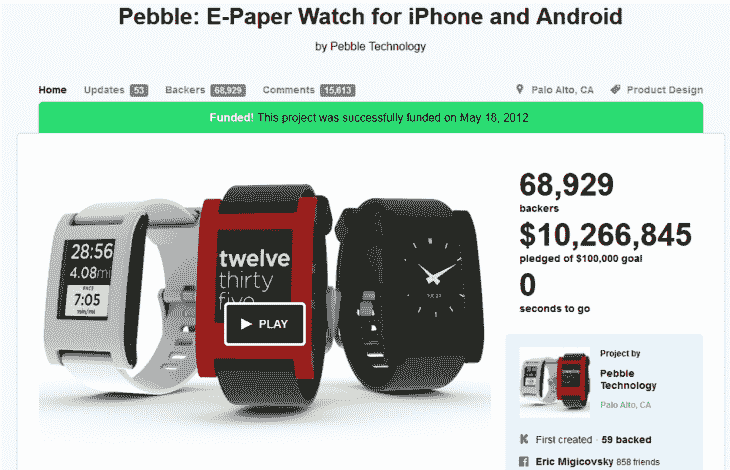 Pebble: E-Paper Watch for iPhone and Android
by Pebble Technology
Home Updates 53 Backers 68,929 Comments 15,613 Palo Alto, CA Product Design
Funded! This project was successfully funded on May 18, 2012
28:56
4.08mi
PACE
7:05
twelve
thirty
five
PLAY
68,929
backers
$10,266,845
pledged of $100,000 goal
0
seconds to go
Project by
Pebble
Technology
Palo Alto, CA
First created · 59 backed
Eric Migicovsky 858 friends